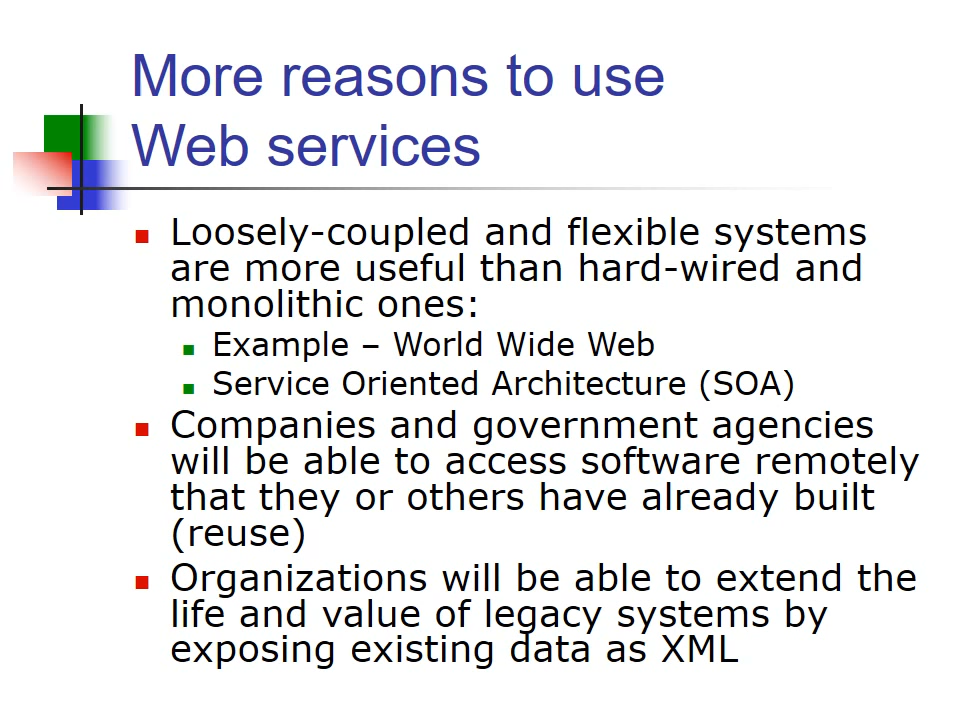 More reasons to use
Web services
Loosely-coupled and flexible systems
are more useful than hard-wired and
monolithic ones:
Example – World Wide Web
Service Oriented Architecture (SOA)
Companies and government agencies
will be able to access software remotely
that they or others have already built
(reuse)
Organizations will be able to extend the
life and value of legacy systems by
exposing existing data as XML